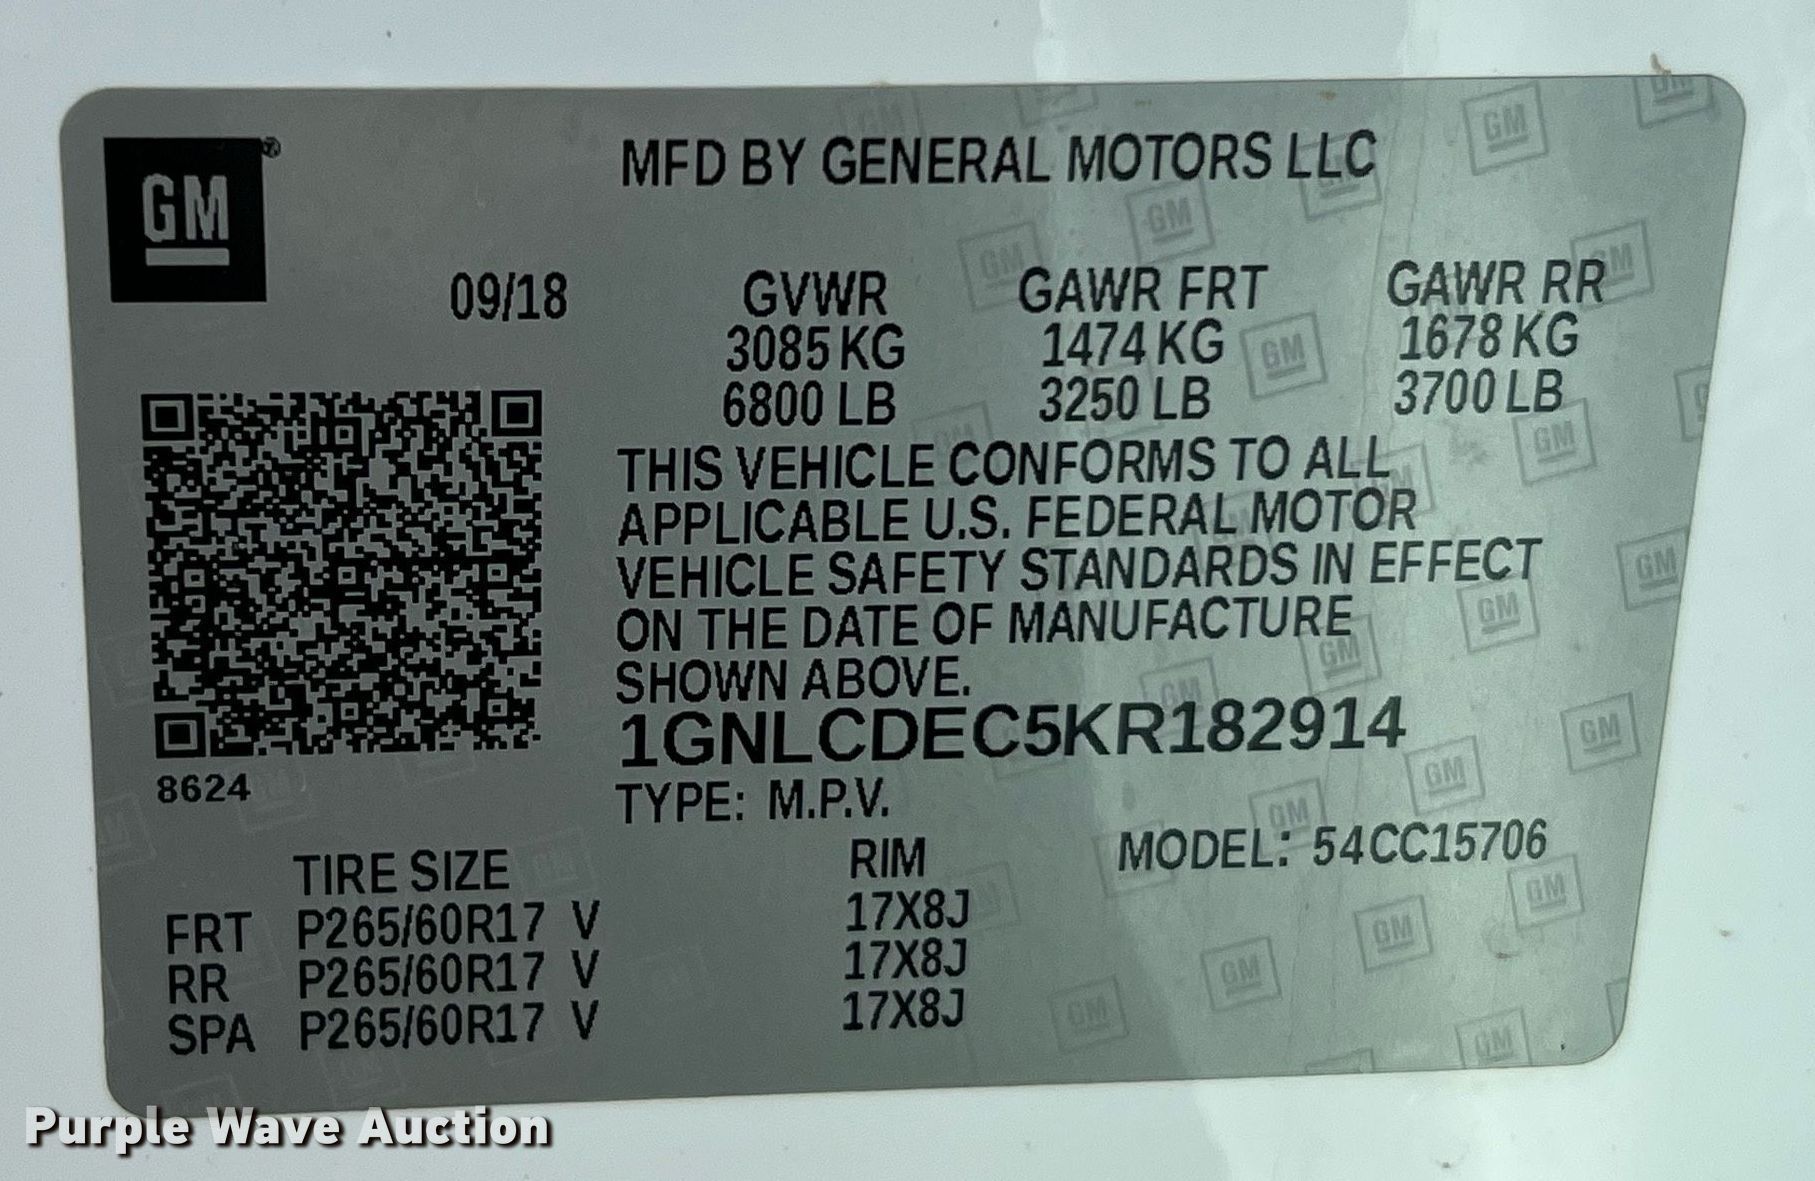 GM
MFD BY GENERAL MOTORS LLC
09/18 GVWR GAWR FRT GAWR RR
3085 KG 1474 KG 1678 KG
6800 LB 3250 LB 3700 LB
THIS VEHICLE CONFORMS TO ALL
APPLICABLE U.S. FEDERAL MOTOR
VEHICLE SAFETY STANDARDS IN EFFECT
ON THE DATE OF MANUFACTURE
SHOWN ABOVE.
1GNLCDEC5KR182914
8624
TYPE: M.P.V.
TIRE SIZE RIM MODEL: 54CC15706
FRT P265/60R17 V 17X8J
RR P265/60R17 V 17X8J
SPA P265/60R17 V 17X8J
Purple Wave Auction